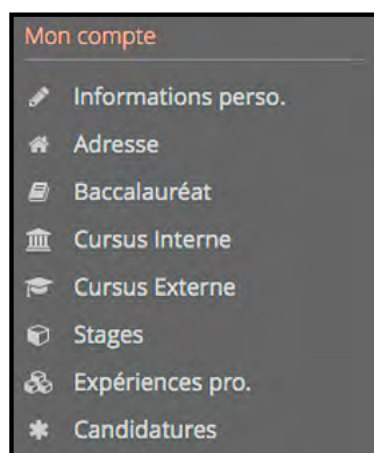 Mon compte
Informations perso.
Adresse
Baccalauréat
Cursus Interne
Cursus Externe
Stages
Expériences pro.
Candidatures